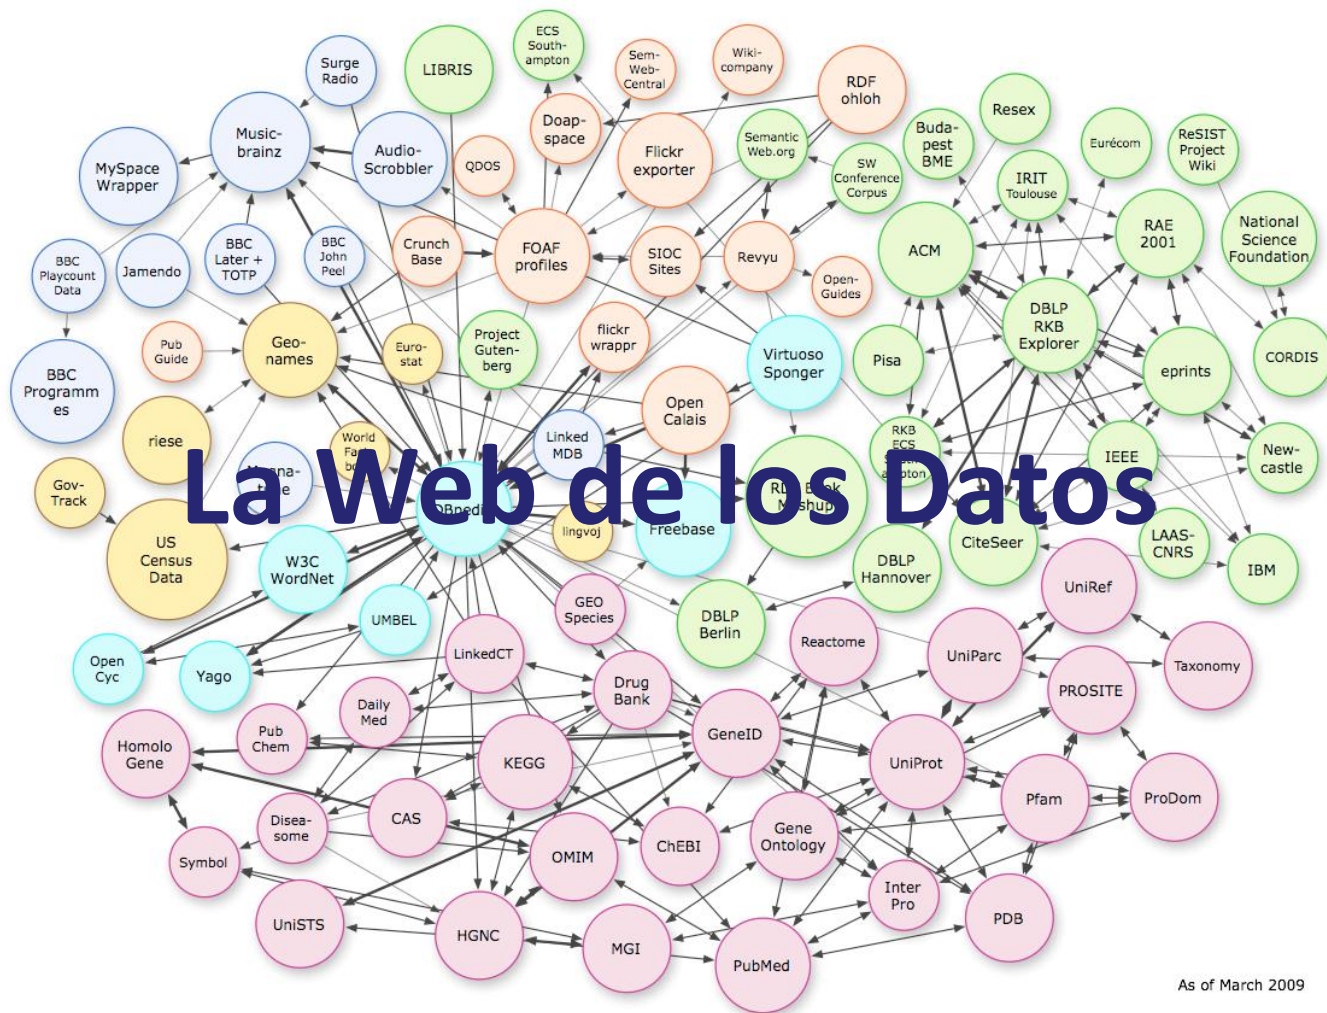 ECS
South-
ampton
Surge
Radio
LIBRIS
Sem-
Web-
Central
Wiki-
company
RDF
ohloh
Music-
brainz
Audio-
Scrobbler
Doap-
space
Flickr
exporter
Semantic
Web.org
Buda-
pest
BME
Resex
Eurécom
ReSIST
Project
Wiki
MySpace
Wrapper
QDOS
SW
Conference
Corpus
IRIT
Toulouse
National
Science
Foundation
RAE
2001
ACM
BBC
Playcount
Data
Jamendo
BBC
Later +
TOTP
BBC
John
Peel
Crunch
Base
FOAF
profiles
SIOC
Sites
Revyu
Open-
Guides
DBLP
RKB
Explorer
Pub
Guide
Geo-
names
Euro-
stat
Project
Guten-
berg
flickr
wrappr
Virtuoso
Sponger
Pisa
eprints
CORDIS
BBC
Programm
es
Open
Calais
riese
World
Linked
MDB
RKB
ECS
IEEE
New-
castle
Gov-
Track
La Web de los Datos
lingvoj
Freebase
CiteSeer
LAAS-
CNRS
IBM
US
Census
Data
W3C
WordNet
DBLP
Hannover
UMBEL
GEO
Species
DBLP
Berlin
UniRef
Open
Cyc
Yago
LinkedCT
Reactome
UniParc
Taxonomy
Daily
Med
Drug
Bank
PROSITE
Pub
Chem
GeneID
Homolo
Gene
KEGG
UniProt
Pfam
ProDom
Disea-
some
CAS
ChEBI
Gene
Ontology
Symbol
OMIM
Inter
Pro
UniSTS
HGNC
MGI
PubMed
PDB
As of March 2009